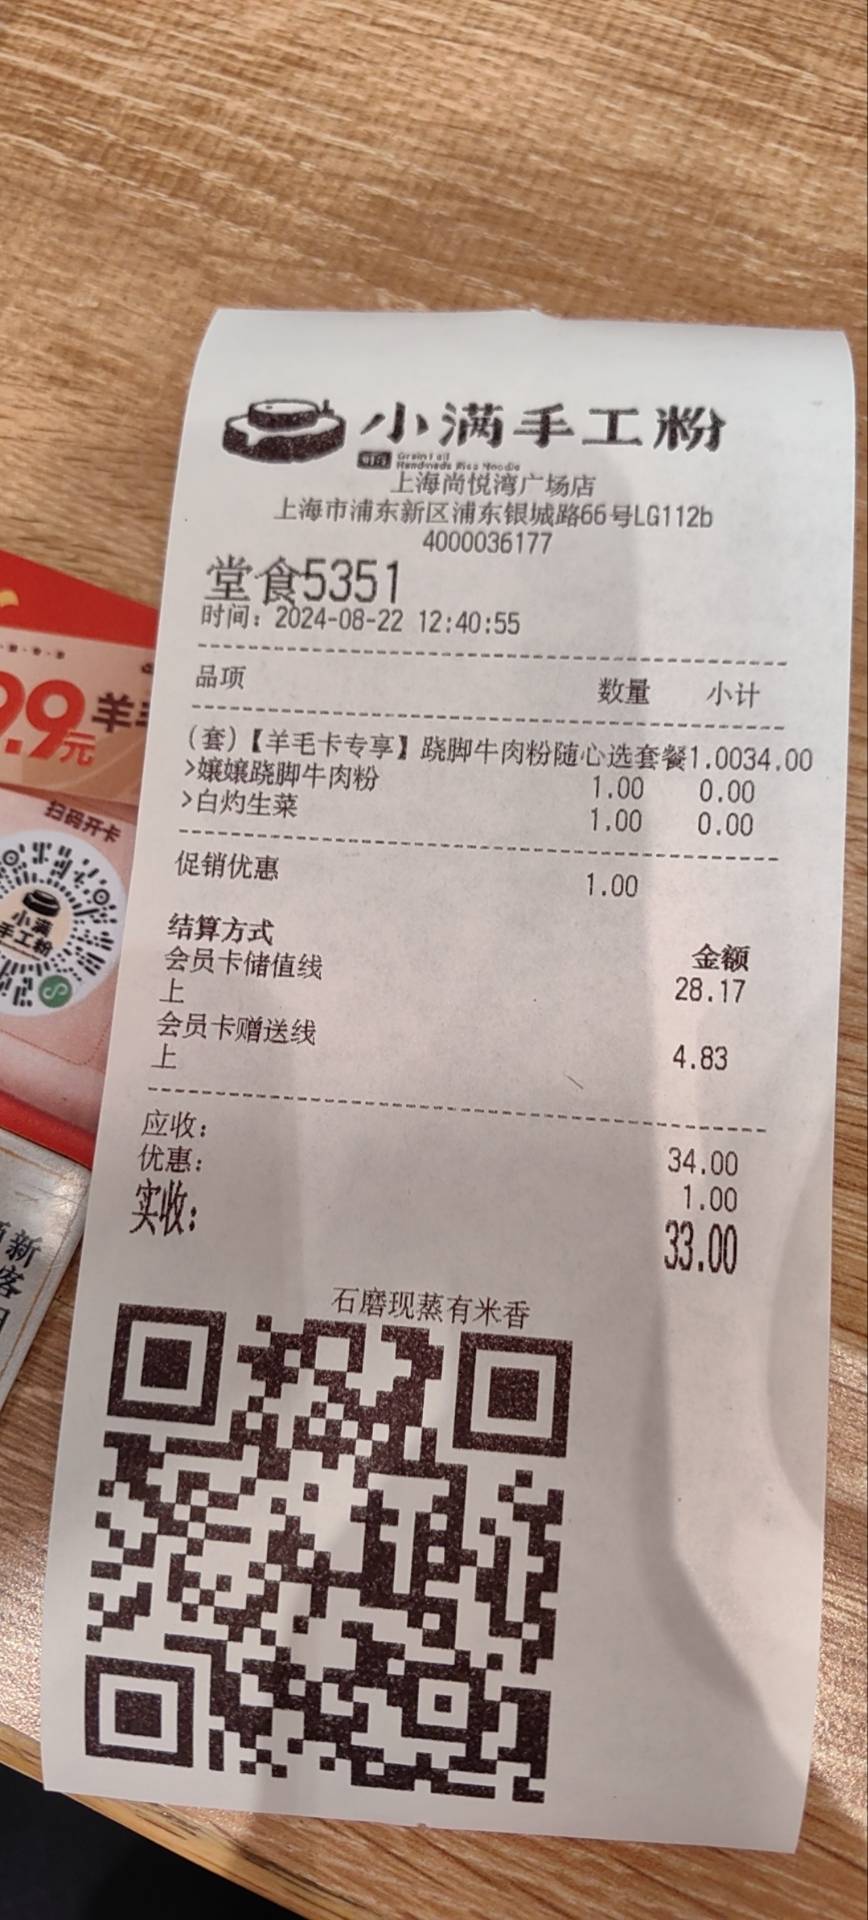 小满手工粉
Grain Full
Handmade Rice Noodle
上海尚悦湾广场店
上海市浦东新区浦东银城路66号LG112b
4000036177
堂食5351
时间：2024-08-22 12:40:55
品项 数量 小计
(套)【羊毛卡专享】跷脚牛肉粉随心选套餐1.0034.00
>嬢嬢跷脚牛肉粉 1.00 0.00
>白灼生菜 1.00 0.00
促销优惠 1.00
结算方式 金额
会员卡储值线 28.17
上
会员卡赠送线
上 4.83
应收: 34.00
优惠: 1.00
实收: 33.00
石磨现蒸有米香
9.9元
羊
扫码开卡
小满
手工粉
新
客